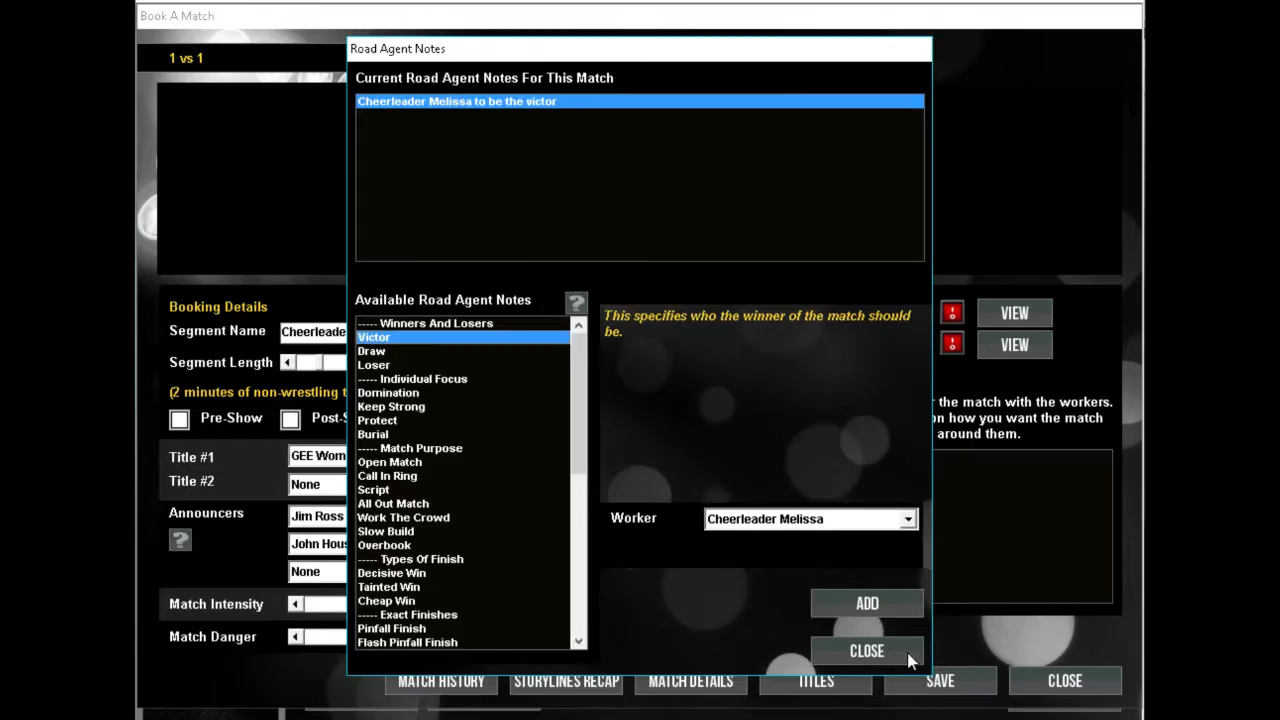 Book A Match
Road Agent Notes
1 vs 1
Current Road Agent Notes For This Match
Cheerleader Melissa to be the victor
Available Road Agent Notes
?
----- Winners And Losers
Victor
Draw
Loser
----- Individual Focus
Domination
Keep Strong
Protect
Burial
----- Match Purpose
Open Match
Call In Ring
Script
All Out Match
Work The Crowd
Slow Build
Overbook
----- Types Of Finish
Decisive Win
Tainted Win
Cheap Win
----- Exact Finishes
Pinfall Finish
Flash Pinfall Finish
This specifies who the winner of the match should
be.
Worker
Cheerleader Melissa
ADD
CLOSE
Booking Details
Segment Name
Cheerleade
Segment Length
(2 minutes of non-wrestling t
Pre-Show
Post-S
Title #1
GEE Wom
Title #2
None
Announcers
Jim Ross
?
John Hous
None
Match Intensity
Match Danger
VIEW
VIEW
r the match with the workers.
on how you want the match
around them.
MATCH HISTORY
STORYLINES RECAP
MATCH DETAILS
TITLES
SAVE
CLOSE